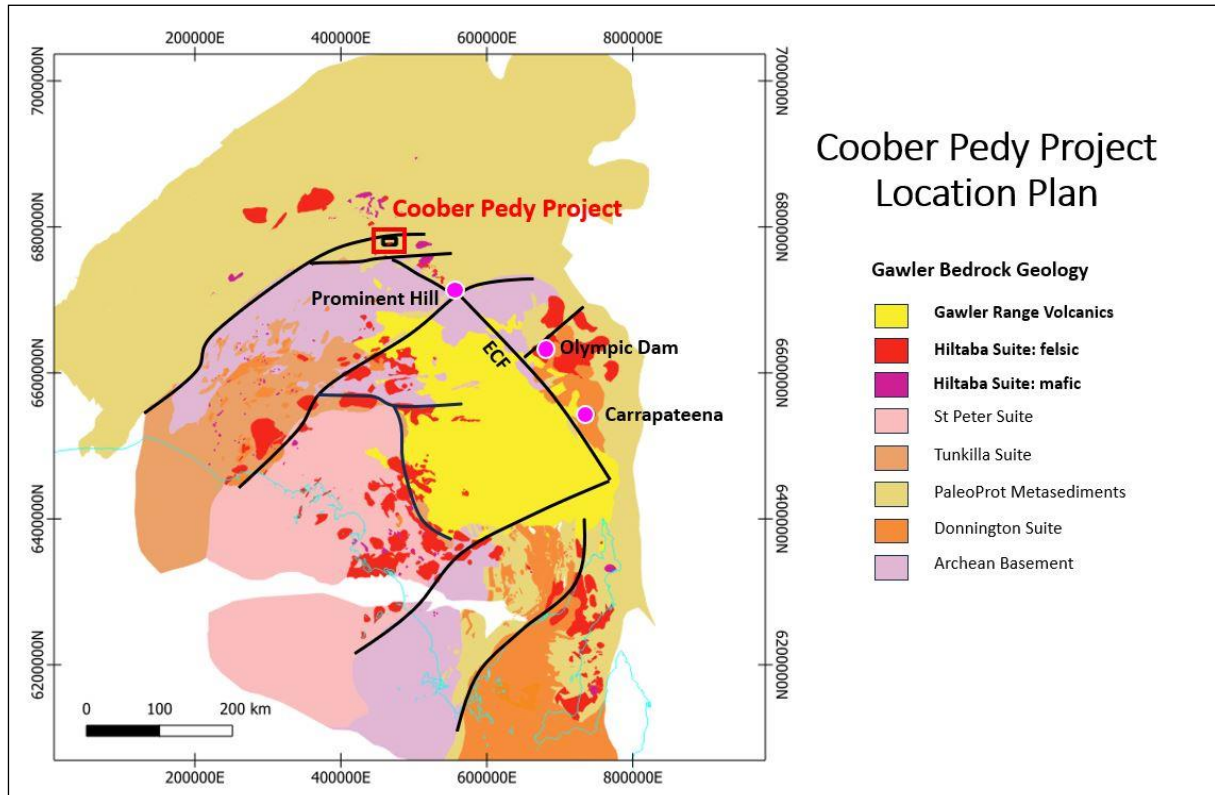 200000E 400000E 600000E 800000E
7000000N
6800000N
6600000N
6400000N
6200000N
7000000N
6800000N
6600000N
6400000N
6200000N
Coober Pedy Project
Prominent Hill
ECF
Olympic Dam
Carrapateena
0 100 200 km
200000E 400000E 600000E 800000E
Coober Pedy Project
Location Plan
Gawler Bedrock Geology
Gawler Range Volcanics
Hiltaba Suite: felsic
Hiltaba Suite: mafic
St Peter Suite
Tunkilla Suite
PaleoProt Metasediments
Donnington Suite
Archean Basement